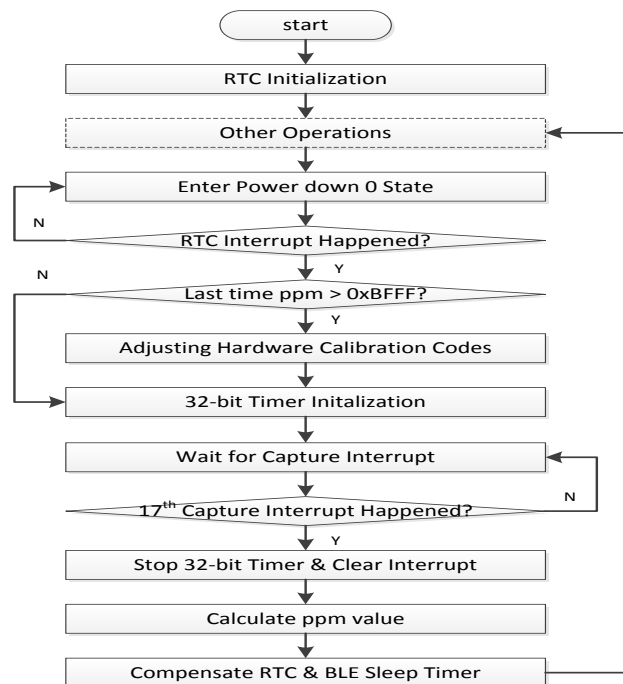 start
RTC Initialization
Other Operations
Enter Power down 0 State
N
RTC Interrupt Happened?
Y
N
Last time ppm > 0xBFFF?
Y
Adjusting Hardware Calibration Codes
32-bit Timer Initalization
Wait for Capture Interrupt
N
17th Capture Interrupt Happened?
Y
Stop 32-bit Timer & Clear Interrupt
Calculate ppm value
Compensate RTC & BLE Sleep Timer